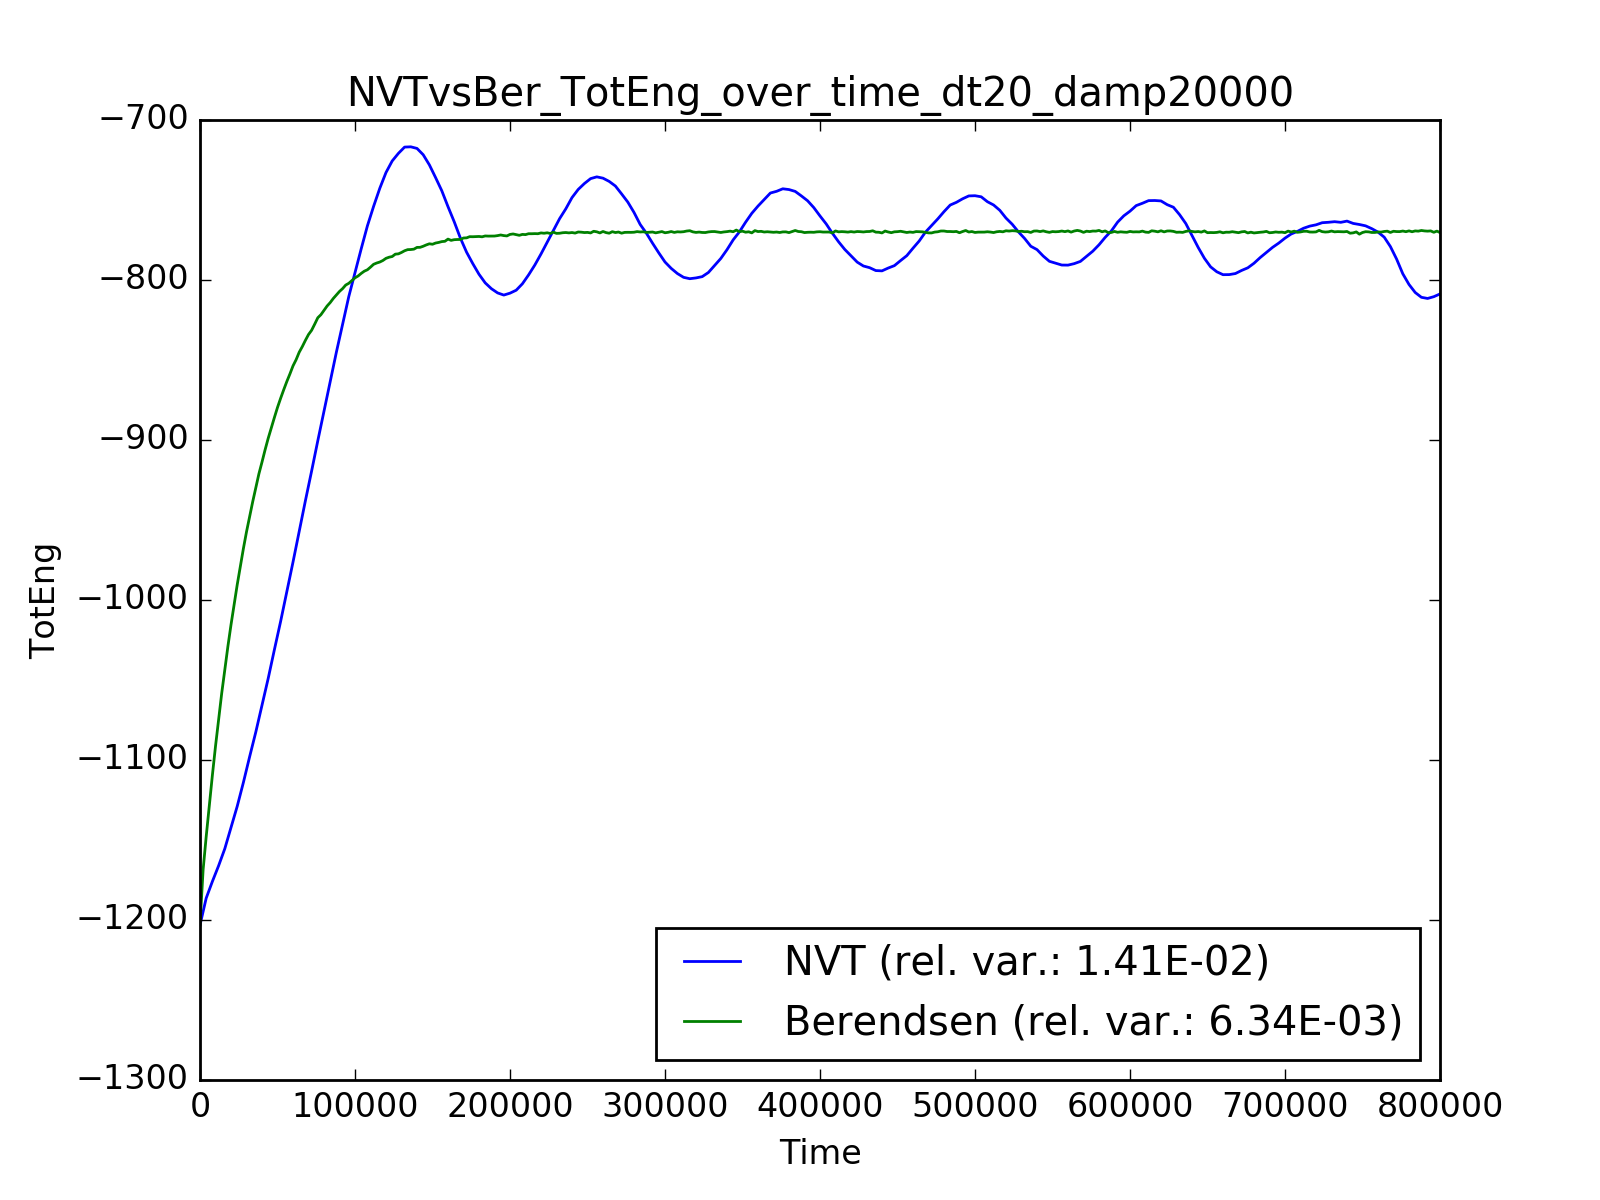 NVTvsBer_TotEng_over_time_dt20_damp20000
−700
−800
−900
−1000
−1100
−1200
−1300
TotEng
NVT (rel. var.: 1.41E-02)
Berendsen (rel. var.: 6.34E-03)
0 100000 200000 300000 400000 500000 600000 700000 800000
Time